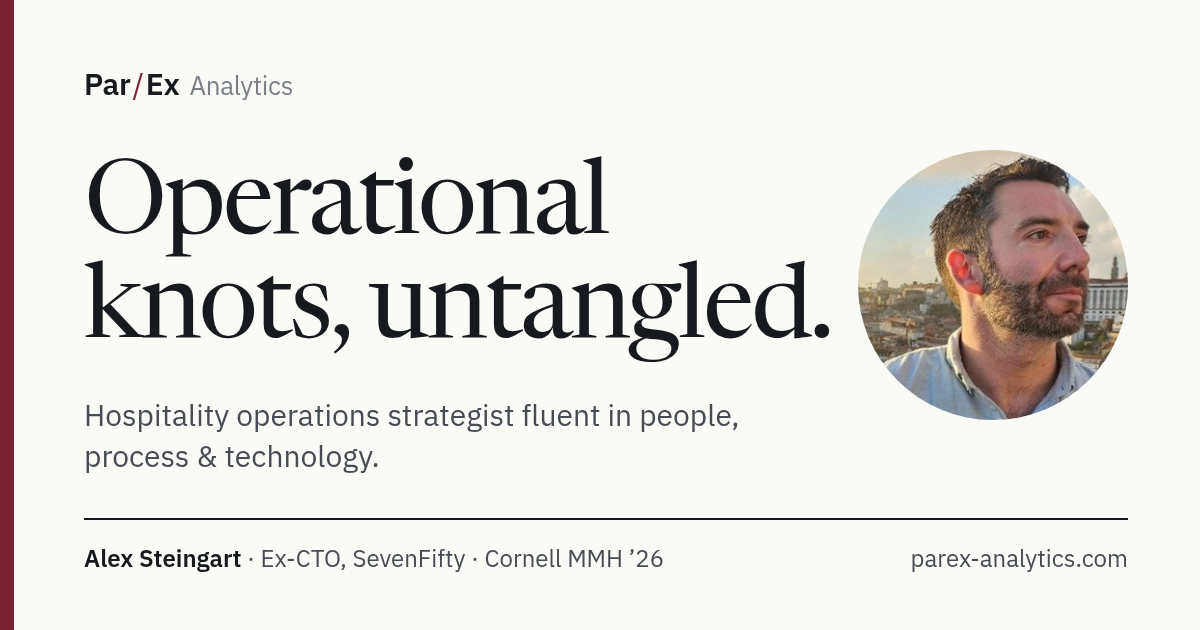 Par/Ex Analytics
Operational
knots, untangled.
Hospitality operations strategist fluent in people,
process & technology.
Alex Steingart · Ex-CTO, SevenFifty · Cornell MMH ’26
parex-analytics.com